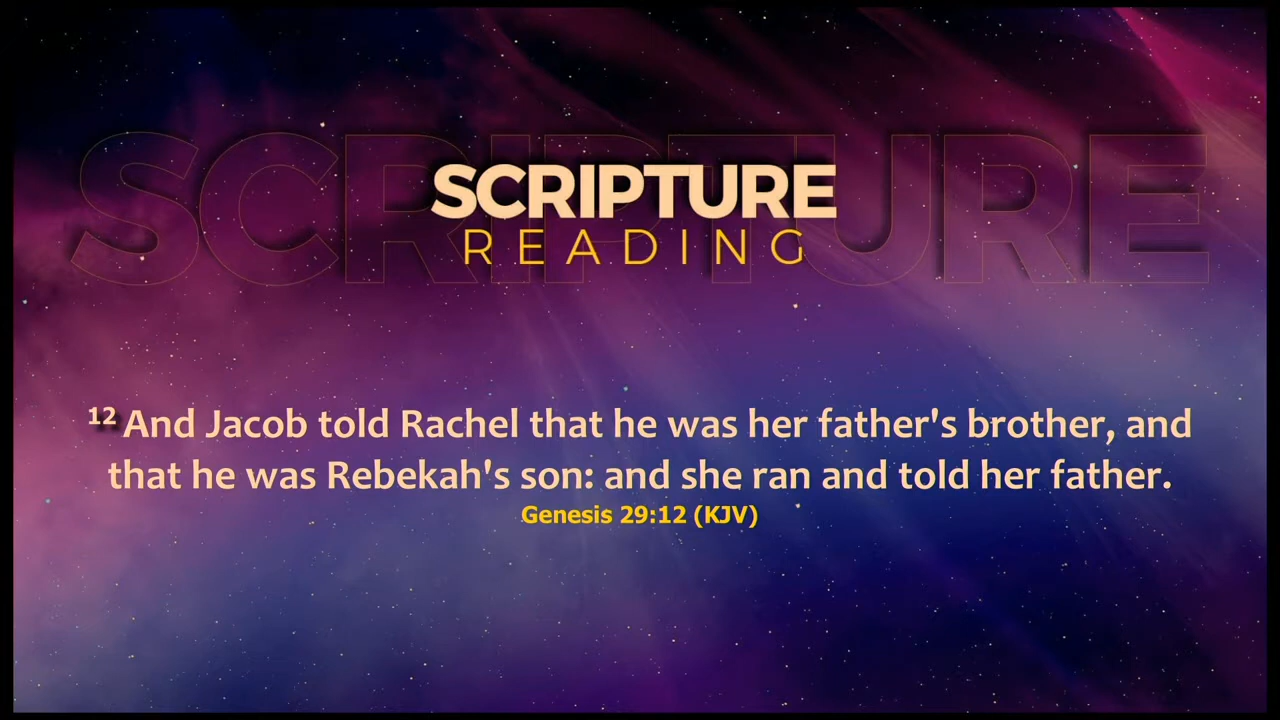 SCRIPTURE
SCRIPTURE
READING
12 And Jacob told Rachel that he was her father's brother, and
that he was Rebekah's son: and she ran and told her father.
Genesis 29:12 (KJV)